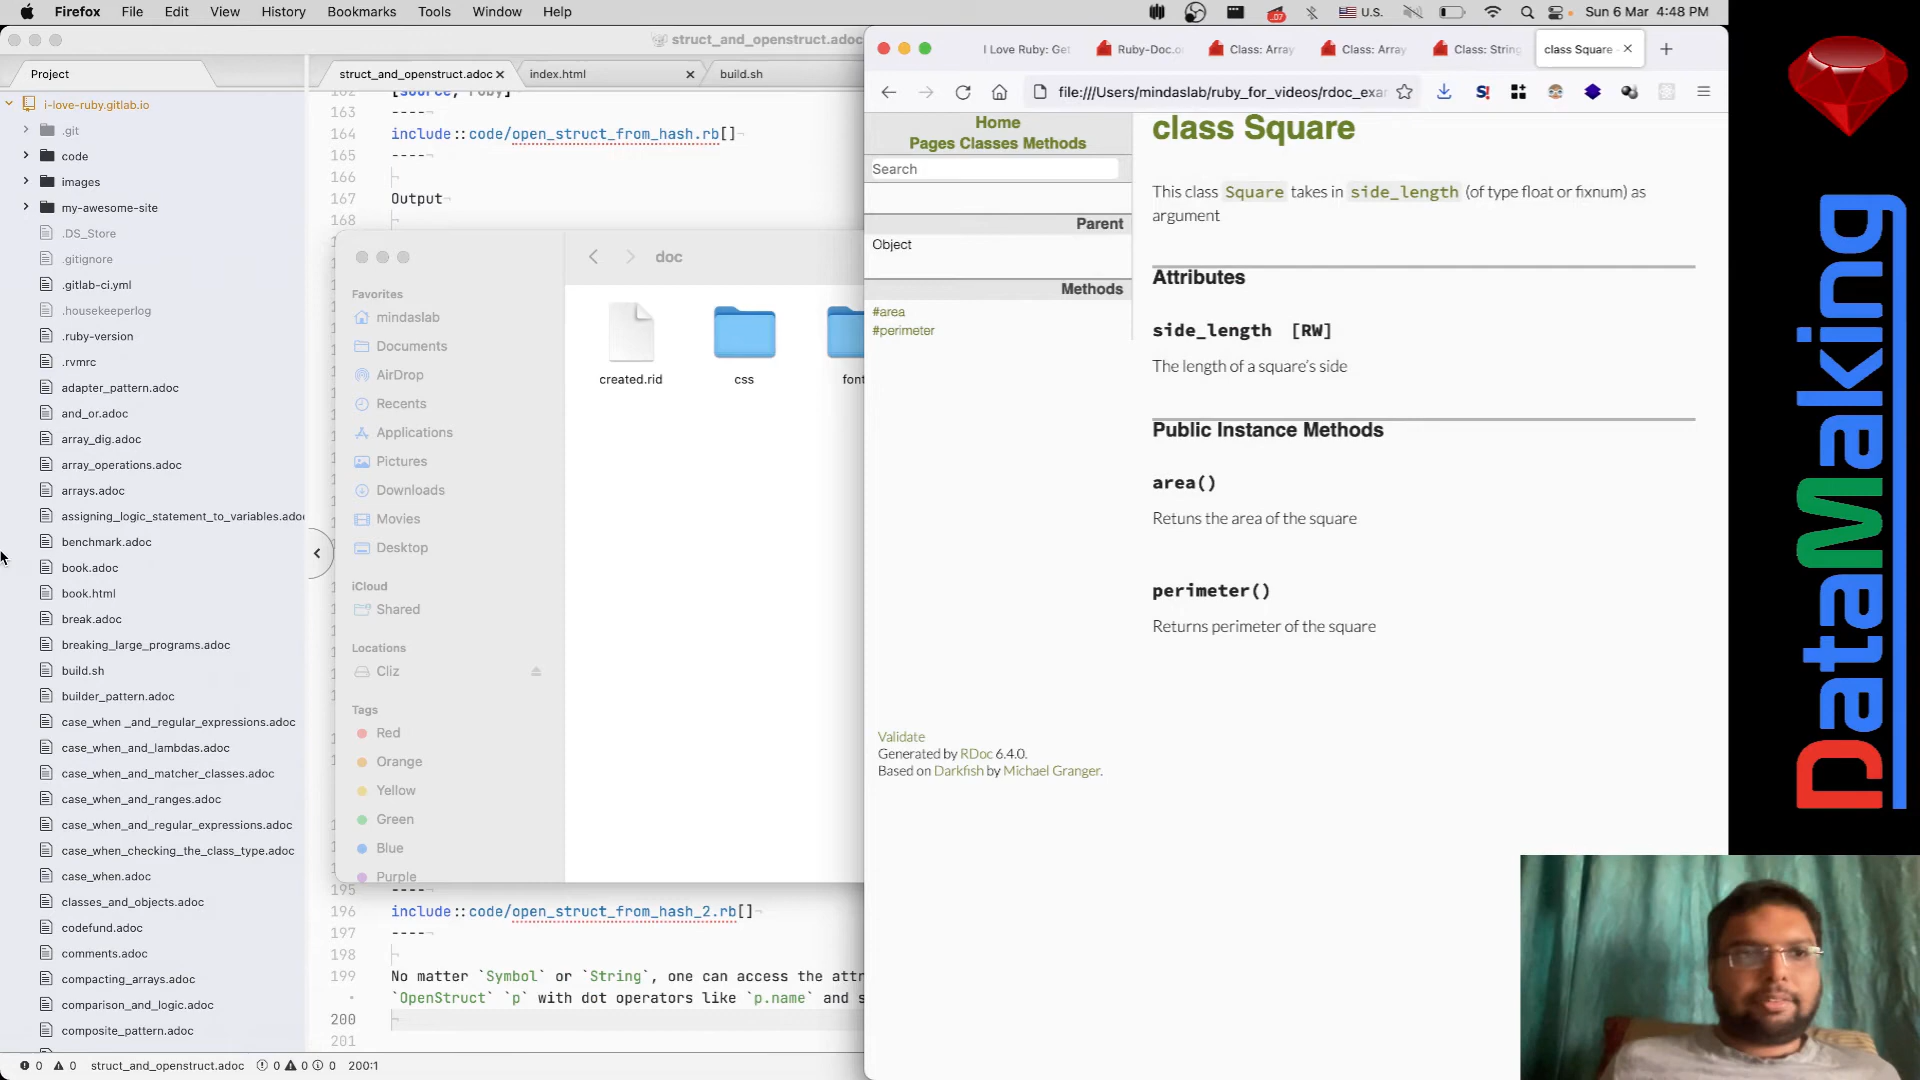 Firefox File Edit View History Bookmarks Tools Window Help
.07 U.S. Sun 6 Mar 4:48 PM
struct_and_openstruct.adoc
Project
struct_and_openstruct.adoc
index.html
build.sh
i-love-ruby.gitlab.io
.git
code
images
my-awesome-site
.DS_Store
.gitignore
.gitlab-ci.yml
.housekeeperlog
.ruby-version
.rvmrc
adapter_pattern.adoc
and_or.adoc
array_dig.adoc
array_operations.adoc
arrays.adoc
assigning_logic_statement_to_variables.adoc
benchmark.adoc
book.adoc
book.html
break.adoc
breaking_large_programs.adoc
build.sh
builder_pattern.adoc
case_when _and_regular_expressions.adoc
case_when_and_lambdas.adoc
case_when_and_matcher_classes.adoc
case_when_and_ranges.adoc
case_when_and_regular_expressions.adoc
case_when_checking_the_class_type.adoc
case_when.adoc
classes_and_objects.adoc
codefund.adoc
comments.adoc
compacting_arrays.adoc
comparison_and_logic.adoc
composite_pattern.adoc
0 0 struct_and_openstruct.adoc 0 0 0 200:1
162 [source, ruby]
163 ----
164 include::code/open_struct_from_hash.rb[]
165 ----
166
167 Output
168
195 ----
196 include::code/open_struct_from_hash_2.rb[]
197 ----
198
199 No matter `Symbol` or `String`, one can access the attr
`OpenStruct` `p` with dot operators like `p.name` and s
200
201
doc
Favorites
mindaslab
Documents
AirDrop
Recents
Applications
Pictures
Downloads
Movies
Desktop
iCloud
Shared
Locations
Cliz
Tags
Red
Orange
Yellow
Green
Blue
Purple
created.rid
css
font
I Love Ruby: Get
Ruby-Doc.o
Class: Array
Class: Array
Class: String
class Square
file:///Users/mindaslab/ruby_for_videos/rdoc_exa
S!
Home
Pages Classes Methods
Search
Parent
Object
Methods
#area
#perimeter
Validate
Generated by RDoc 6.4.0.
Based on Darkfish by Michael Granger.
class Square
This class Square takes in side_length (of type float or fixnum) as
argument
Attributes
side_length [RW]
The length of a square’s side
Public Instance Methods
area()
Retuns the area of the square
perimeter()
Returns perimeter of the square
DataMaking